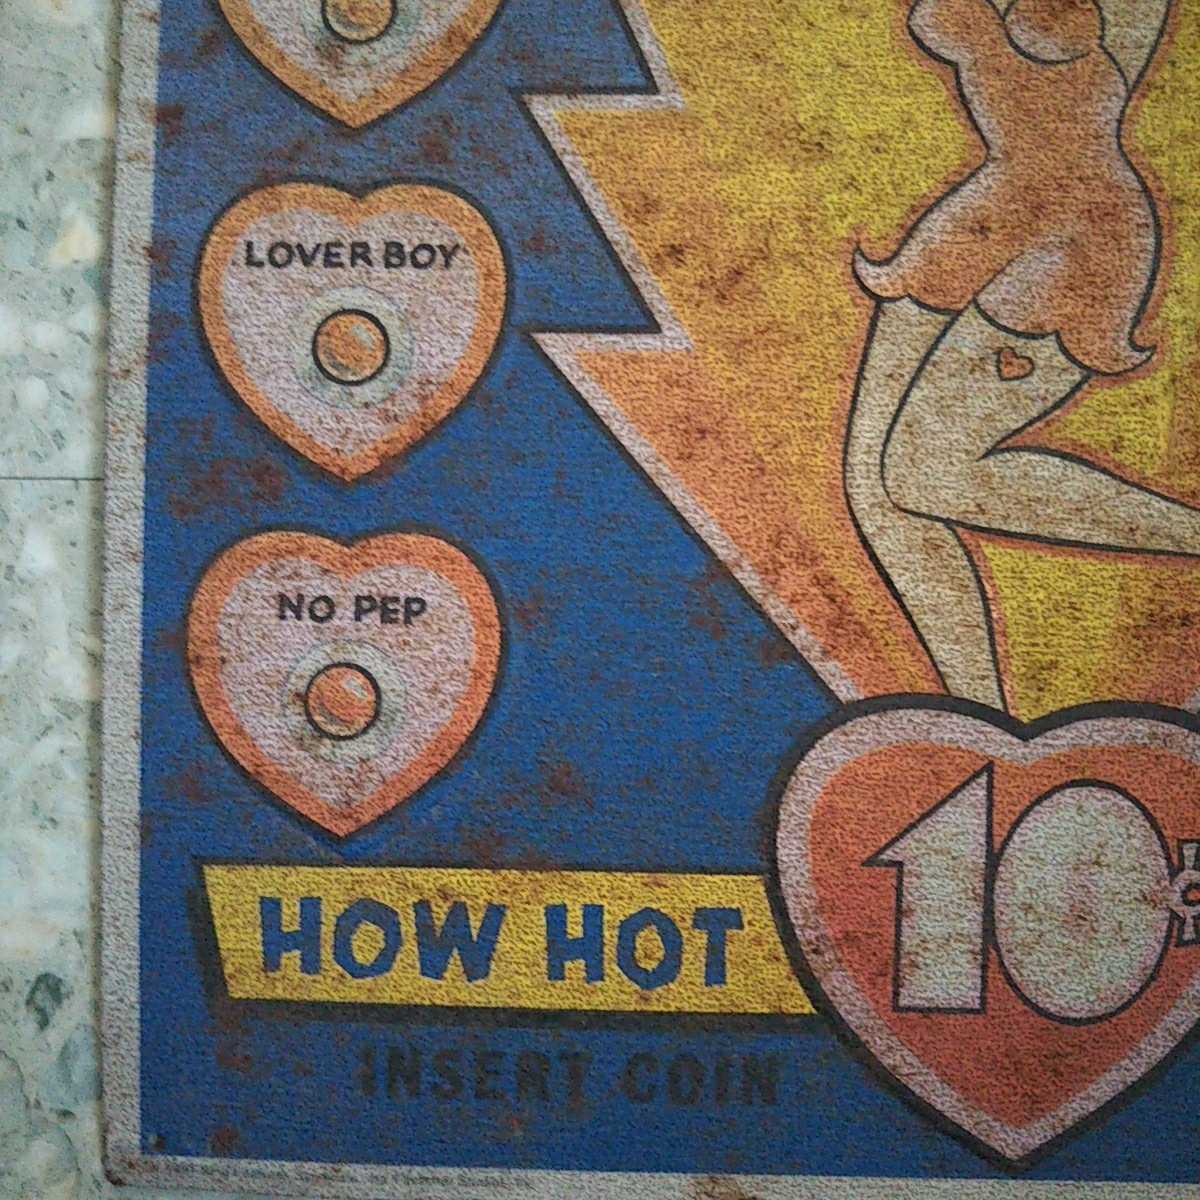 LOVER BOY
NO PEP
10¢
HOW HOT
INSERT COIN